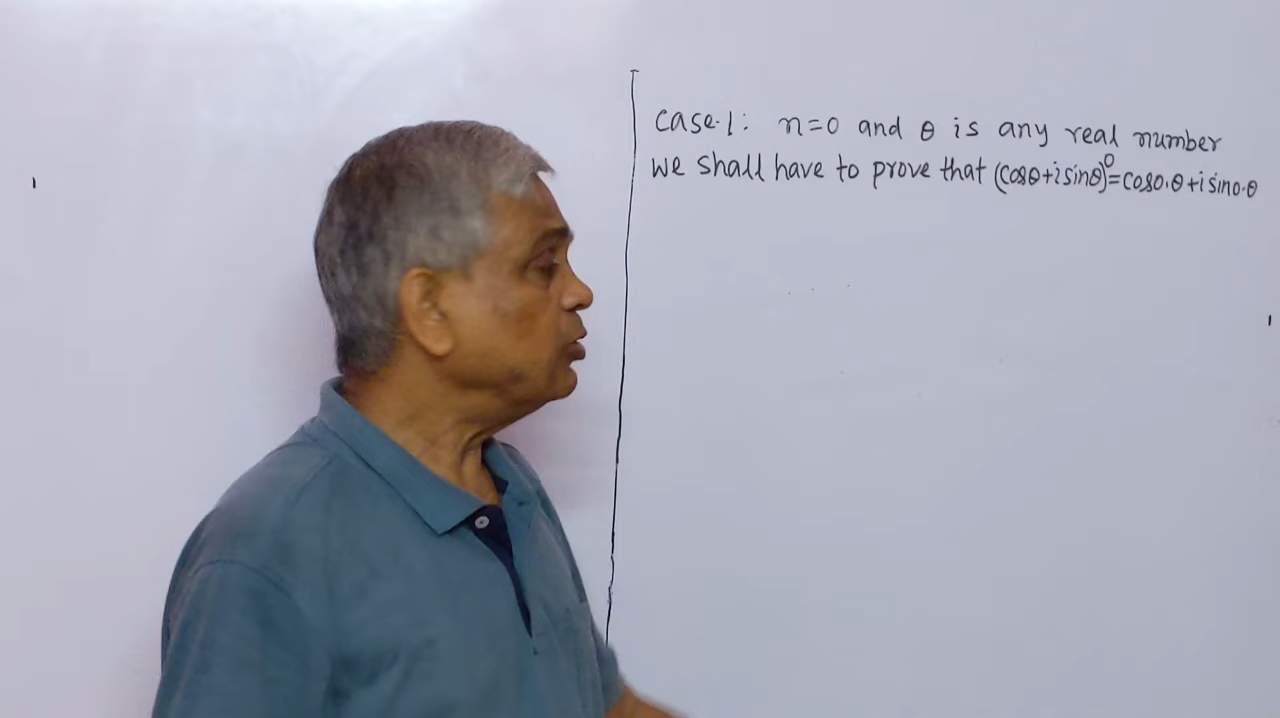 case.1: n=0 and θ is any real number
we shall have to prove that (cosθ+isinθ)⁰=cos0.θ+isin0.θ